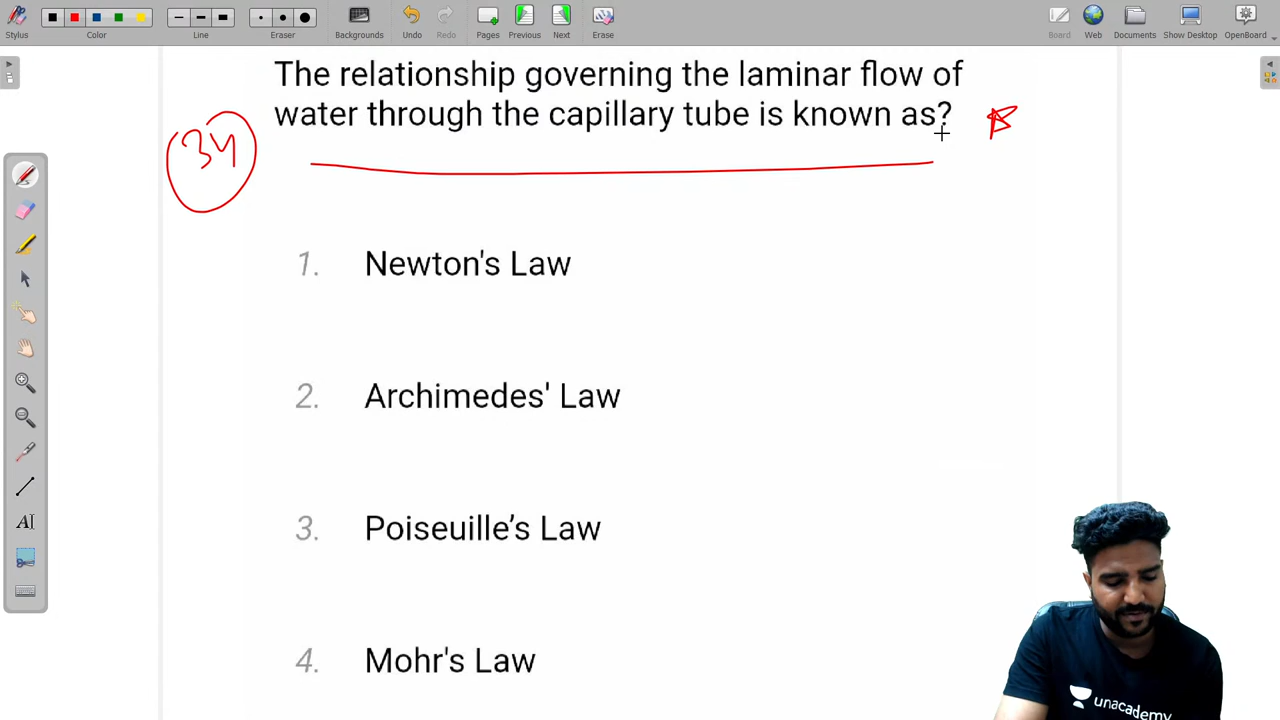 Stylus
Color
Line
Eraser
Backgrounds
Undo
Redo
Pages
Previous
Next
Erase
Board
Web
Documents
Show Desktop
OpenBoard
The relationship governing the laminar flow of
water through the capillary tube is known as?
34
1. Newton's Law
2. Archimedes' Law
3. Poiseuille’s Law
4. Mohr's Law
unacademy